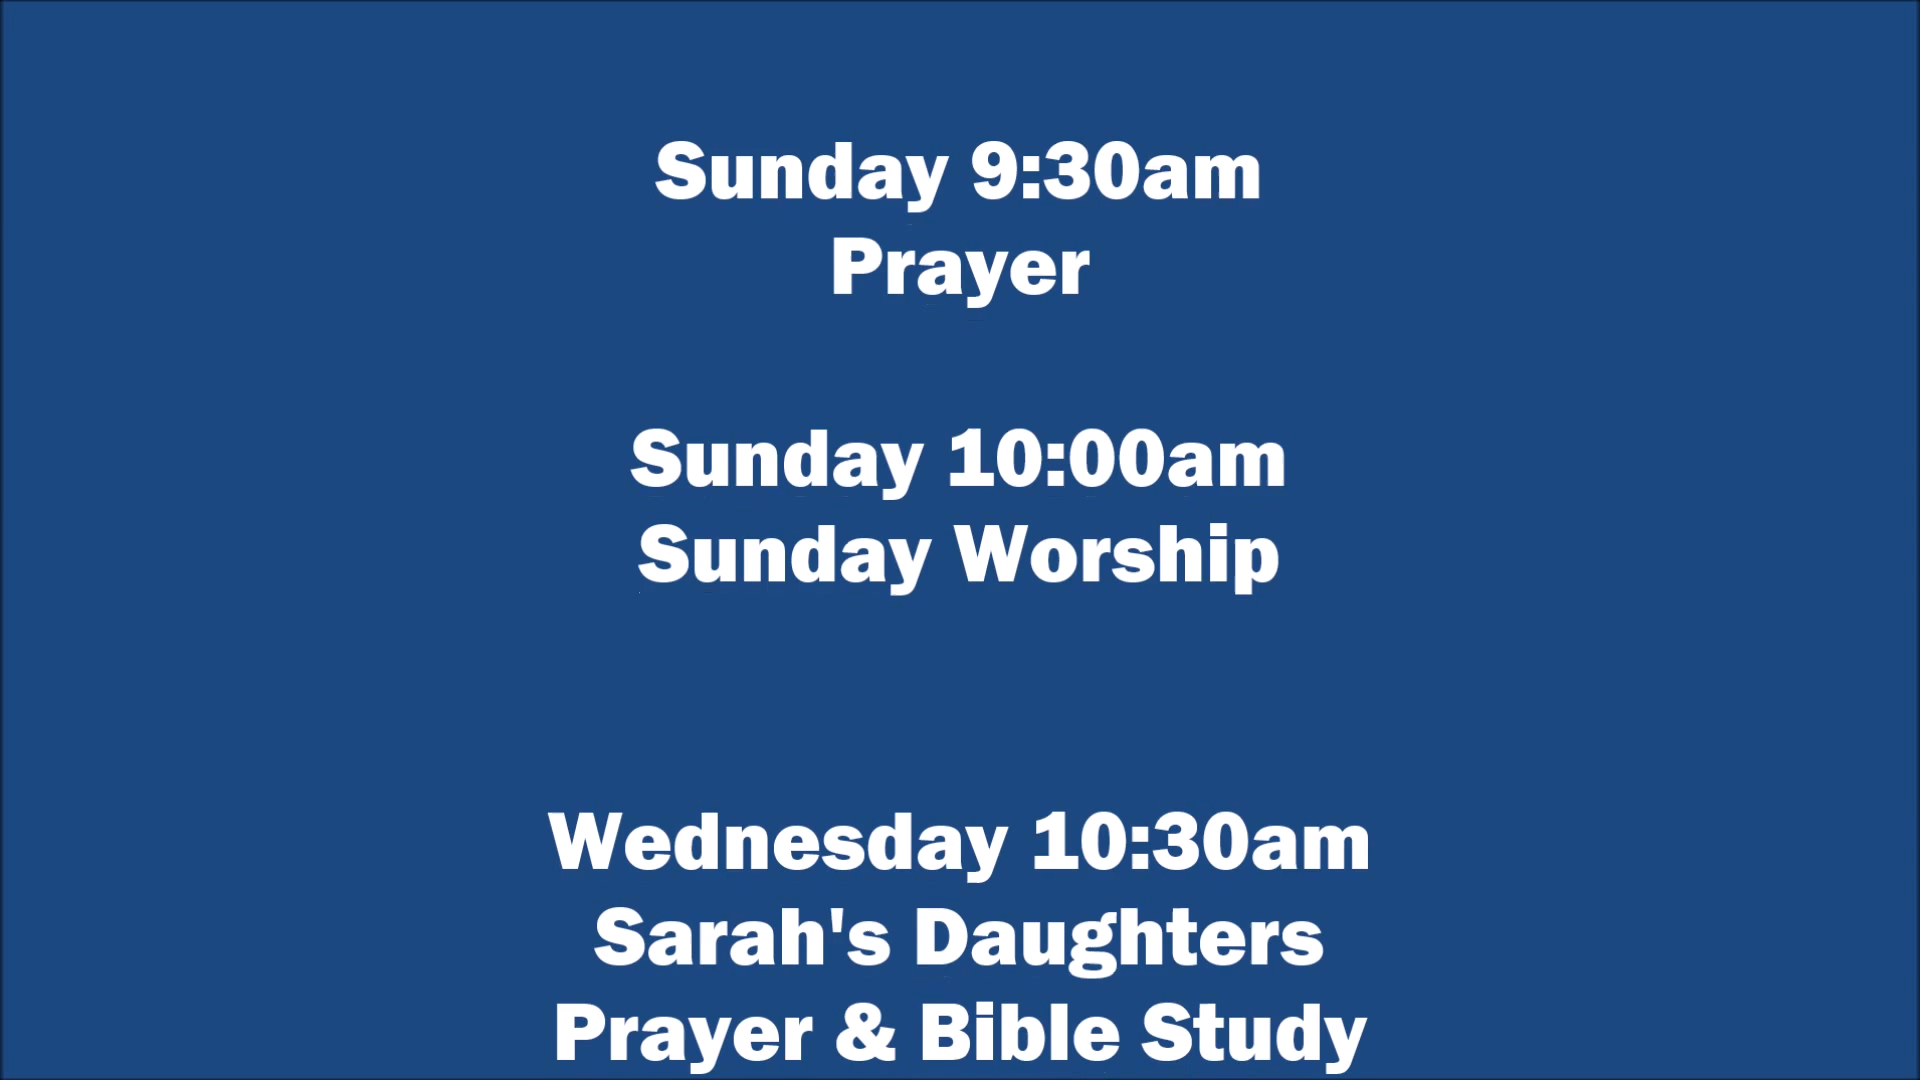 Sunday 9:30am
Prayer
Sunday 10:00am
Sunday Worship
Wednesday 10:30am
Sarah's Daughters
Prayer & Bible Study